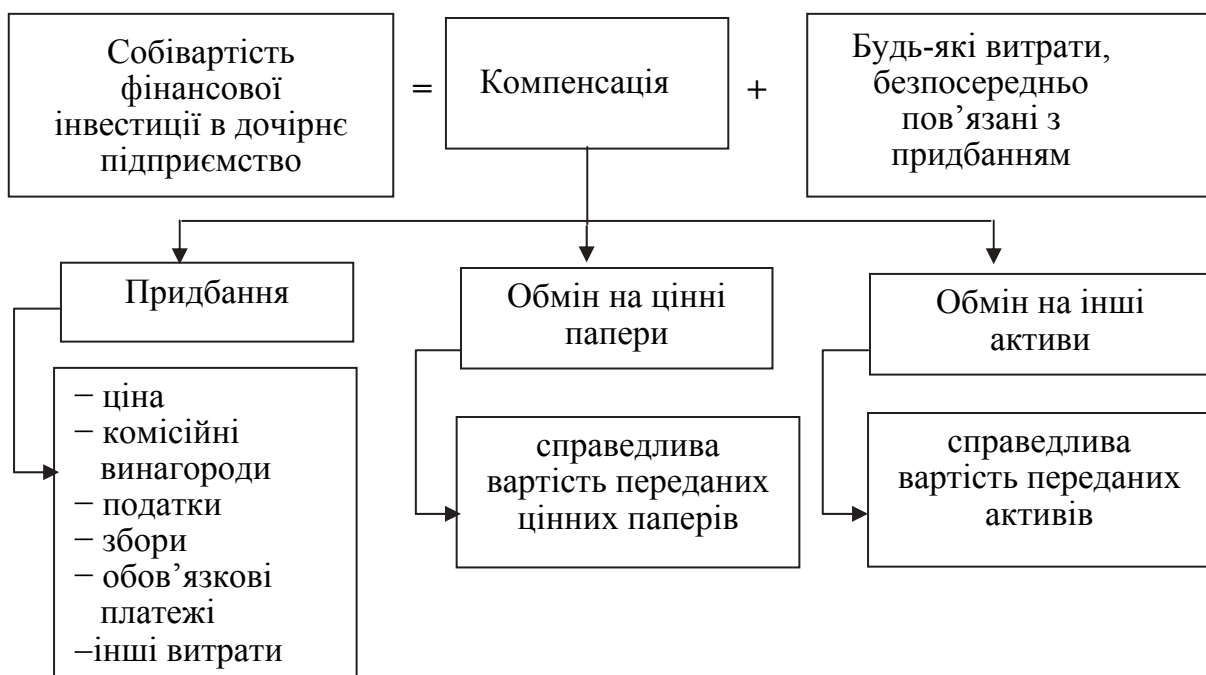 Собівартість
фінансової
інвестиції в дочірнє
підприємство
=
Компенсація
+
Будь-які витрати,
безпосередньо
пов’язані з
придбанням
Придбання
Обмін на цінні
папери
Обмін на інші
активи
– ціна
– комісійні
винагороди
– податки
– збори
– обов’язкові
платежі
–інші витрати
справедлива
вартість переданих
цінних паперів
справедлива
вартість переданих
активів